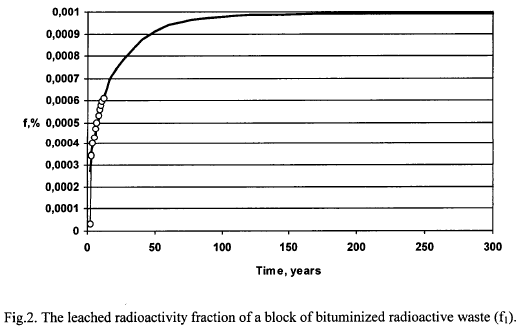 0,001
0,0009
0,0008
0,0007
0,0006
f,% 0,0005
0,0004
0,0003
0,0002
0,0001
0
0 50 100 150 200 250 300
Time, years
Fig.2. The leached radioactivity fraction of a block of bituminized radioactive waste (f₁).